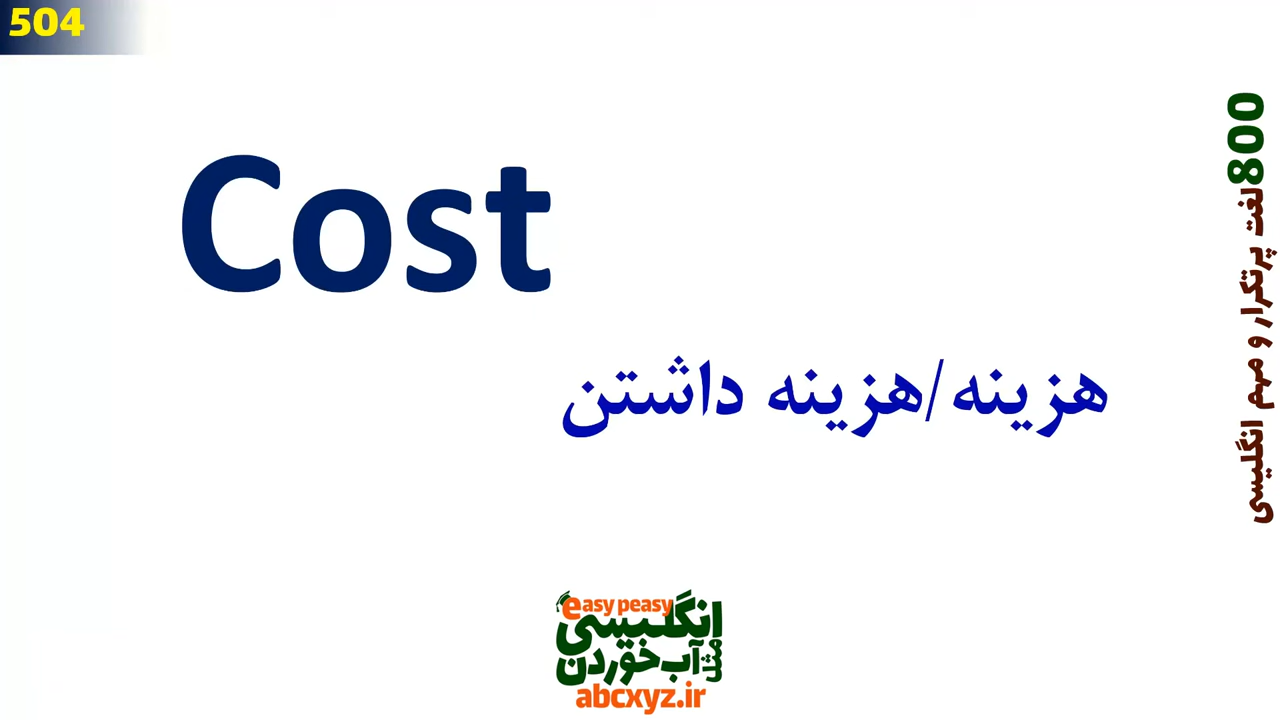 504
Cost
هزینه/هزینه داشتن
800 لغت پرتکرار و مهم انگلیسی
easy peasy
انگلیسی
مثل آب خوردن
abcxyz.ir